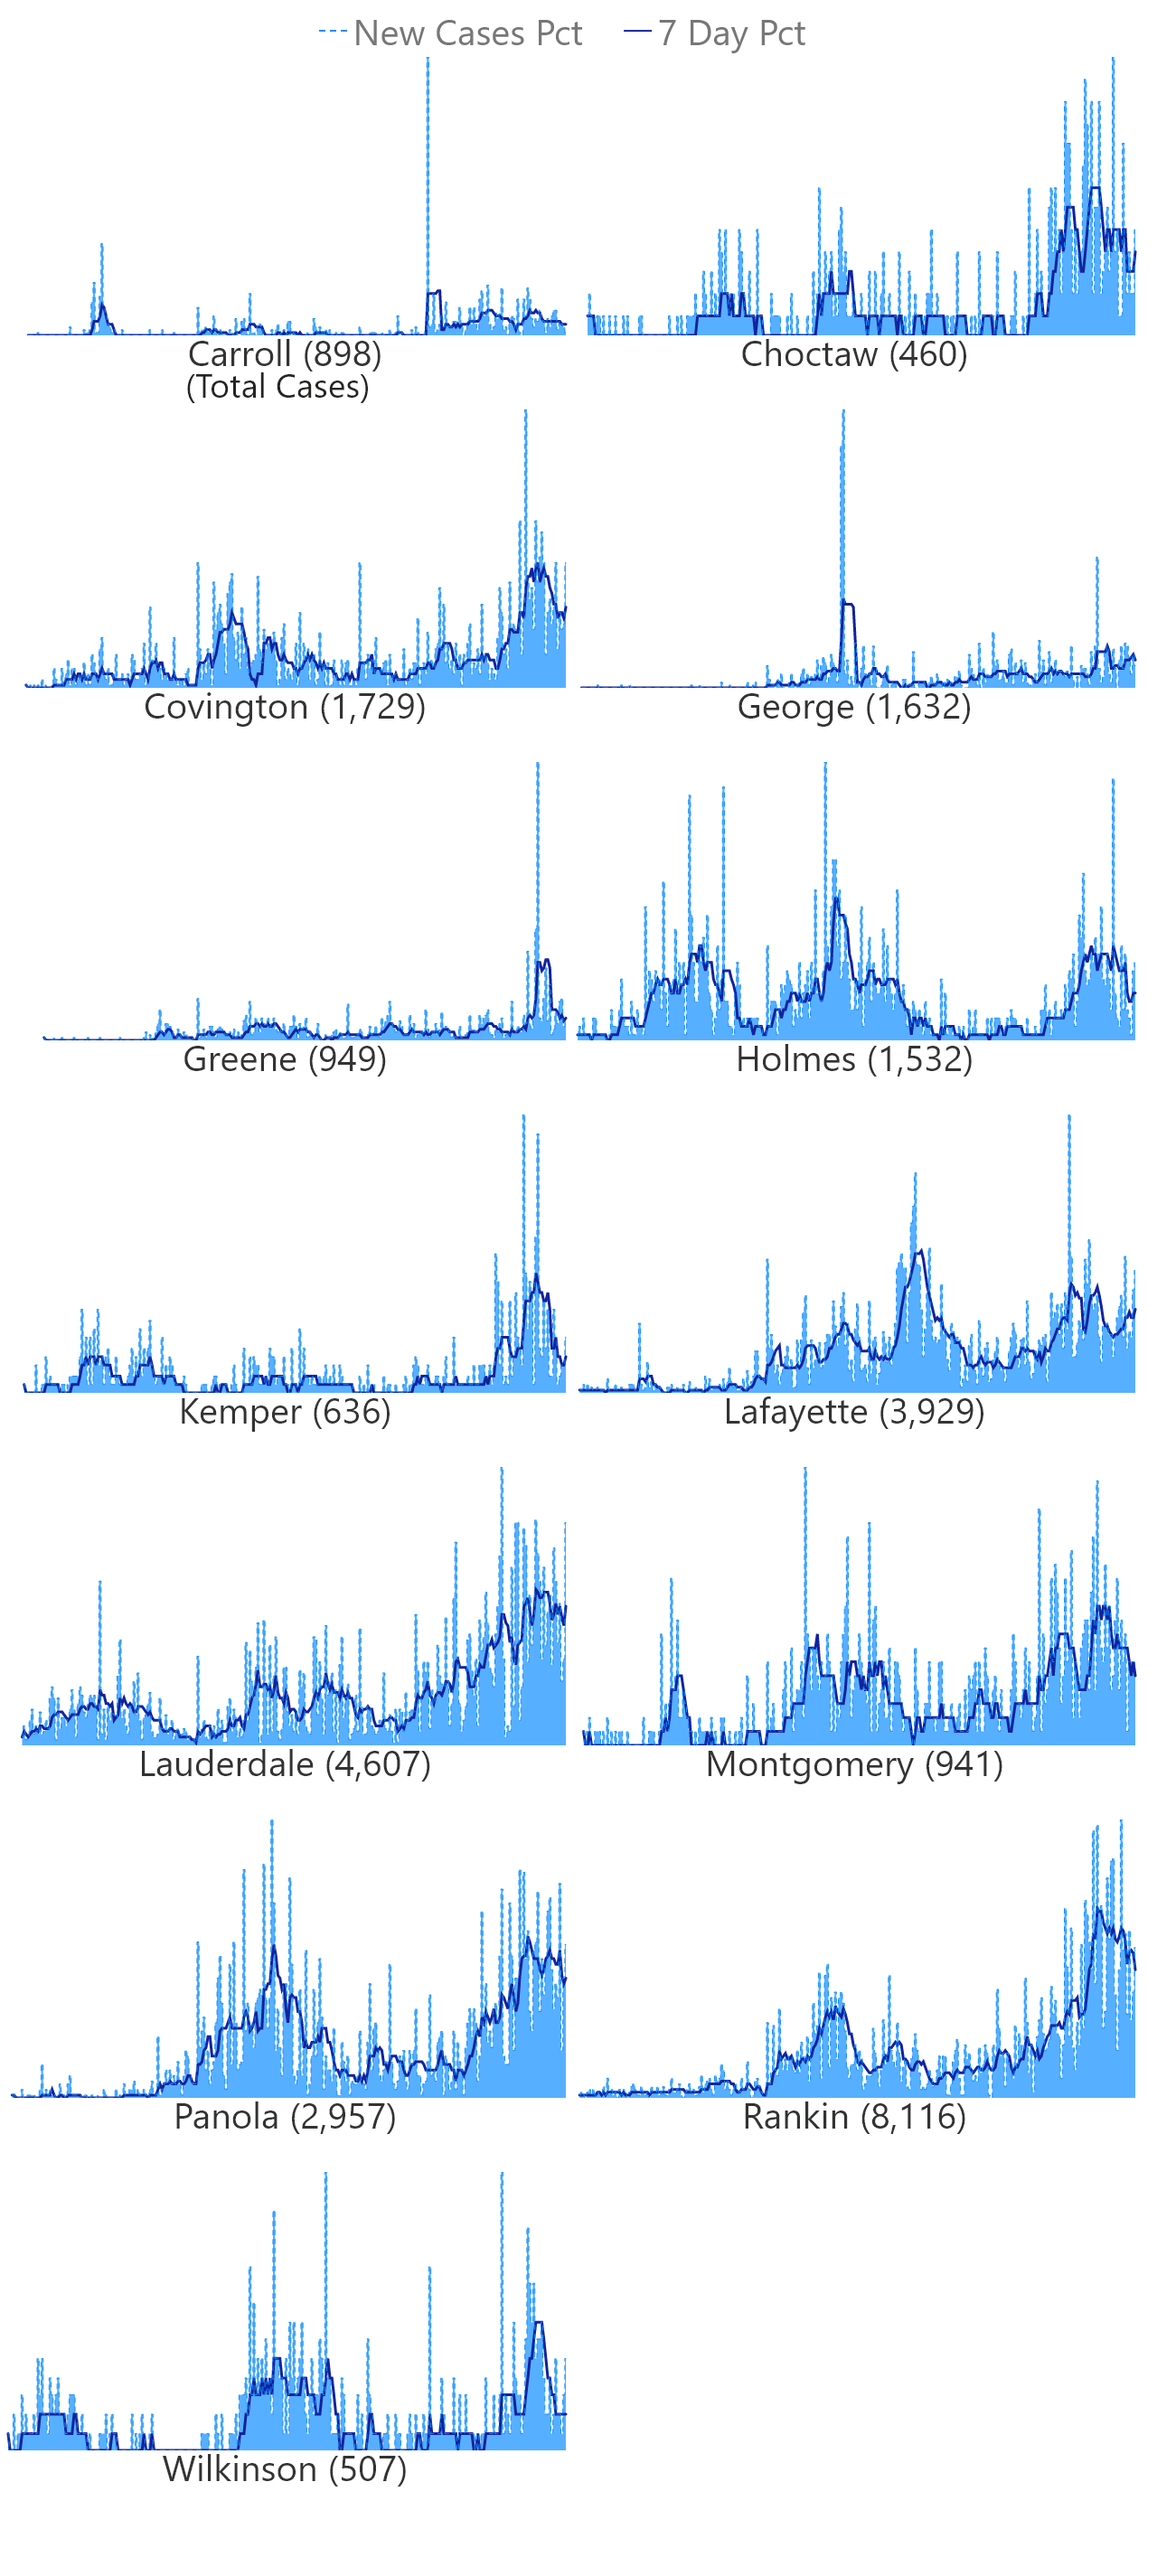 New Cases Pct 7 Day Pct
Carroll (898) Choctaw (460)
(Total Cases)
Covington (1,729) George (1,632)
Greene (949) Holmes (1,532)
Kemper (636) Lafayette (3,929)
Lauderdale (4,607) Montgomery (941)
Panola (2,957) Rankin (8,116)
Wilkinson (507)